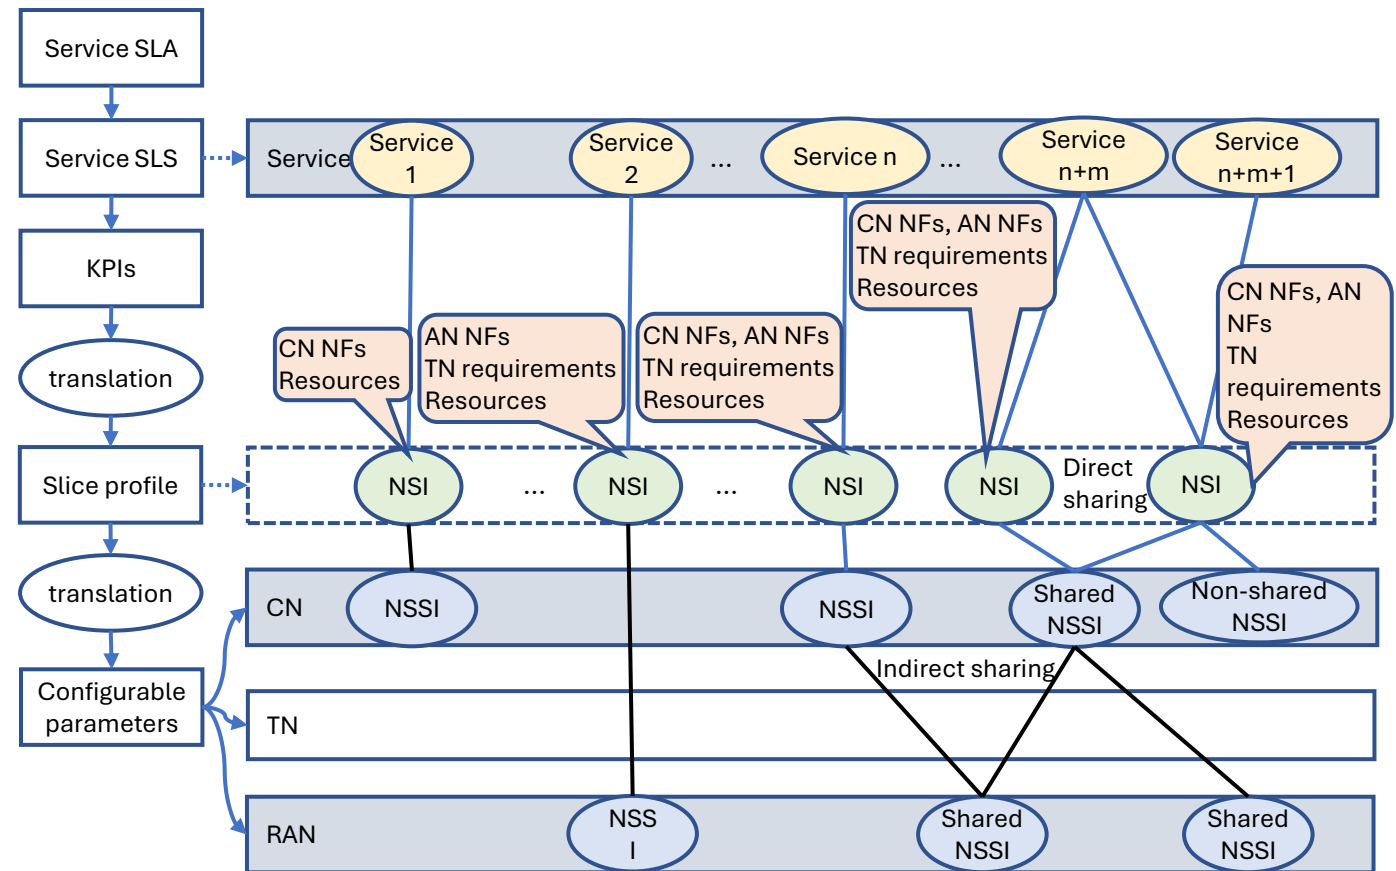 Service SLA
Service SLS
KPIs
translation
Slice profile
translation
Configurable
parameters
Service
Service
1
Service
2
...
Service n
...
Service
n+m
Service
n+m+1
CN NFs
Resources
AN NFs
TN requirements
Resources
CN NFs, AN NFs
TN requirements
Resources
CN NFs, AN NFs
TN requirements
Resources
CN NFs, AN
NFs
TN
requirements
Resources
NSI
...
NSI
...
NSI
NSI
Direct
sharing
NSI
CN
NSSI
NSSI
Shared
NSSI
Non-shared
NSSI
Indirect sharing
TN
RAN
NSS
I
Shared
NSSI
Shared
NSSI